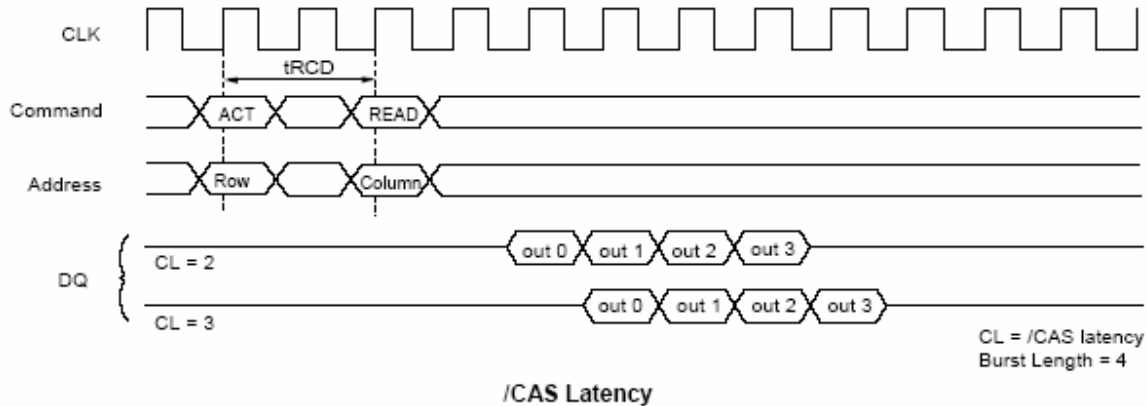 CLK
tRCD
Command ACT READ
Address Row Column
DQ
CL = 2 out 0 out 1 out 2 out 3
CL = 3 out 0 out 1 out 2 out 3
CL = /CAS latency
Burst Length = 4
/CAS Latency